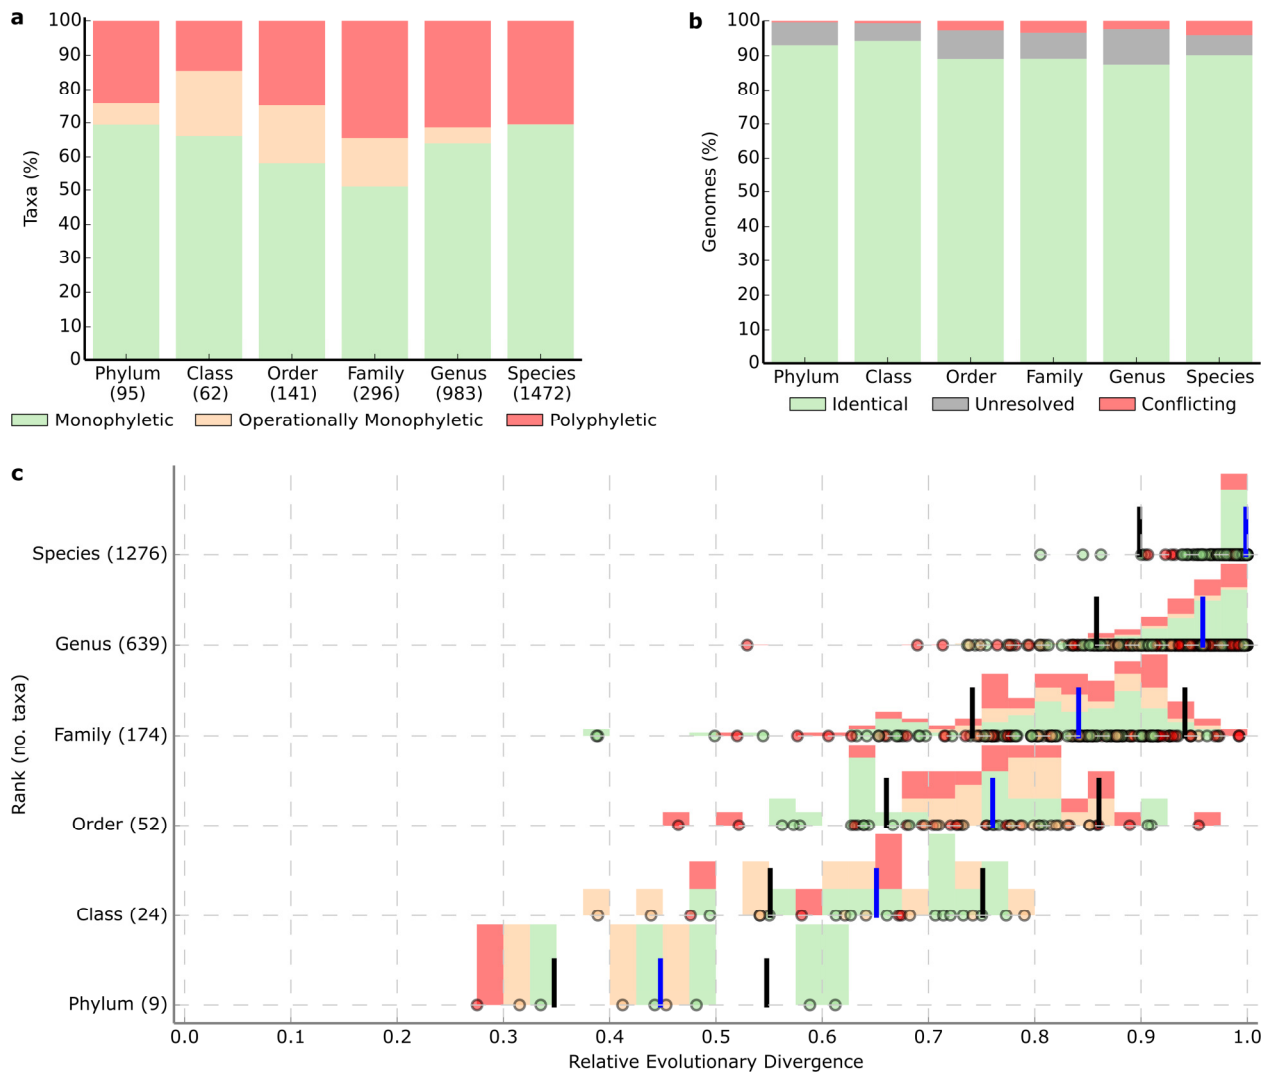 a
100
90
80
70
60
50
40
30
20
10
0
Taxa (%)
Phylum Class Order Family Genus Species
(95) (62) (141) (296) (983) (1472)
Monophyletic Operationally Monophyletic Polyphyletic
b
100
90
80
70
60
50
40
30
20
10
0
Genomes (%)
Phylum Class Order Family Genus Species
Identical Unresolved Conflicting
c
Rank (no. taxa)
Species (1276)
Genus (639)
Family (174)
Order (52)
Class (24)
Phylum (9)
0.0 0.1 0.2 0.3 0.4 0.5 0.6 0.7 0.8 0.9 1.0
Relative Evolutionary Divergence